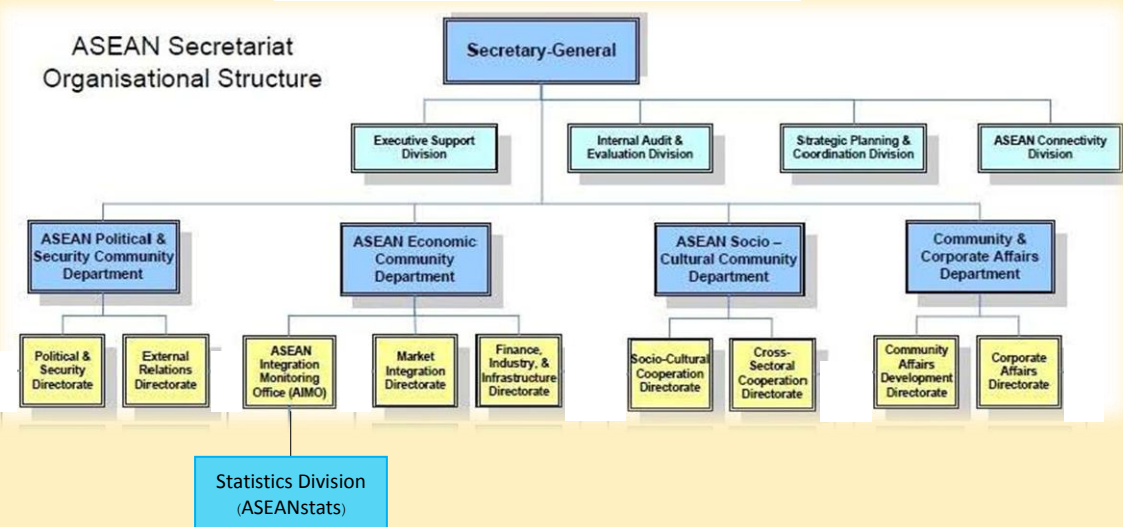 ASEAN Secretariat
Organisational Structure
Secretary-General
Executive Support
Division
Internal Audit &
Evaluation Division
Strategic Planning &
Coordination Division
ASEAN Connectivity
Division
ASEAN Political &
Security Community
Department
ASEAN Economic
Community
Department
ASEAN Socio –
Cultural Community
Department
Community &
Corporate Affairs
Department
Political &
Security
Directorate
External
Relations
Directorate
ASEAN
Integration
Monitoring
Office (AIMO)
Market
Integration
Directorate
Finance,
Industry, &
Infrastructure
Directorate
Socio-Cultural
Cooperation
Directorate
Cross-
Sectoral
Cooperation
Directorate
Community
Affairs
Development
Directorate
Corporate
Affairs
Directorate
Statistics Division
(ASEANstats)